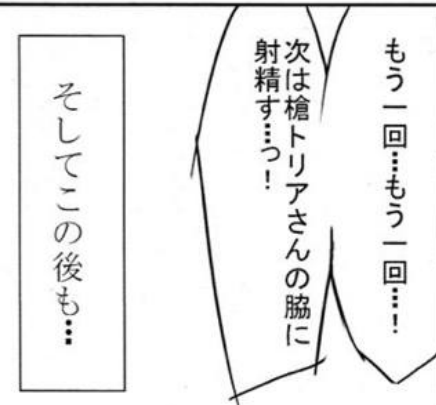 もう一回…もう一回…！
次は槍トリアさんの脇に
射精す…っ！
そしてこの後も…